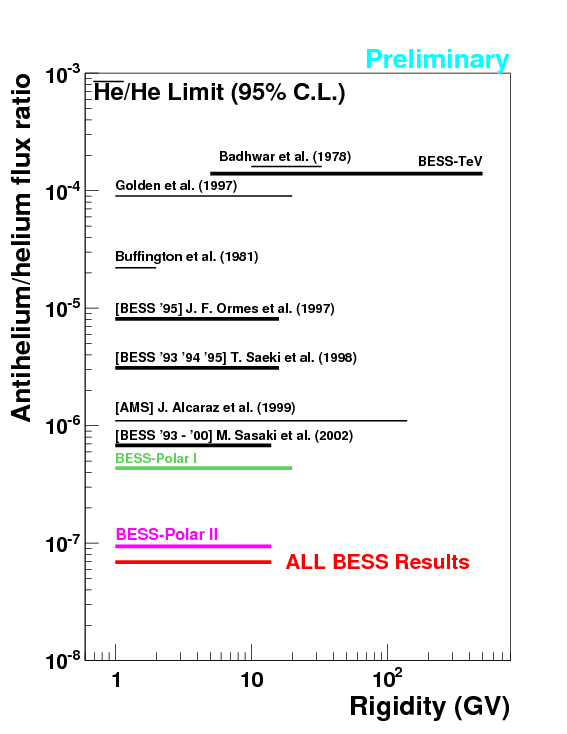 Preliminary
He/He Limit (95% C.L.)
Antihelium/helium flux ratio
10-3
Badhwar et al. (1978)
BESS-TeV
Golden et al. (1997)
10-4
Buffington et al. (1981)
[BESS '95] J. F. Ormes et al. (1997)
10-5
[BESS '93 '94 '95] T. Saeki et al. (1998)
[AMS] J. Alcaraz et al. (1999)
10-6
[BESS '93 - '00] M. Sasaki et al. (2002)
BESS-Polar I
BESS-Polar II
10-7
ALL BESS Results
10-8
1 10 102
Rigidity (GV)